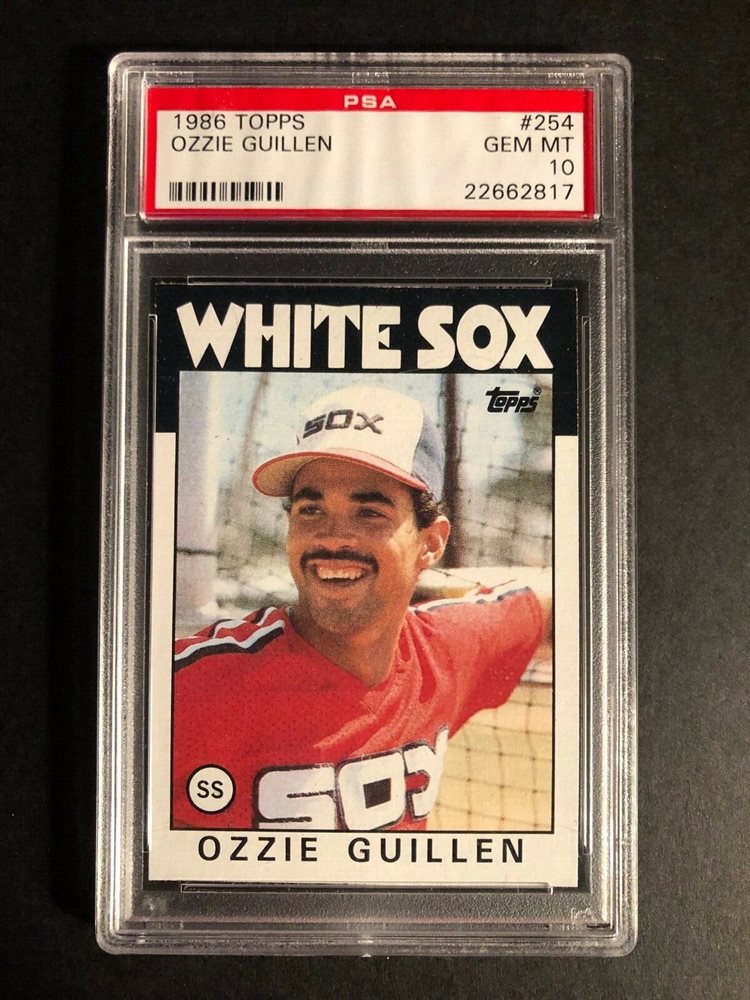 PSA
1986 TOPPS #254
OZZIE GUILLEN GEM MT
10
22662817
WHITE SOX
topps®
SOX
SS
SOX
OZZIE GUILLEN